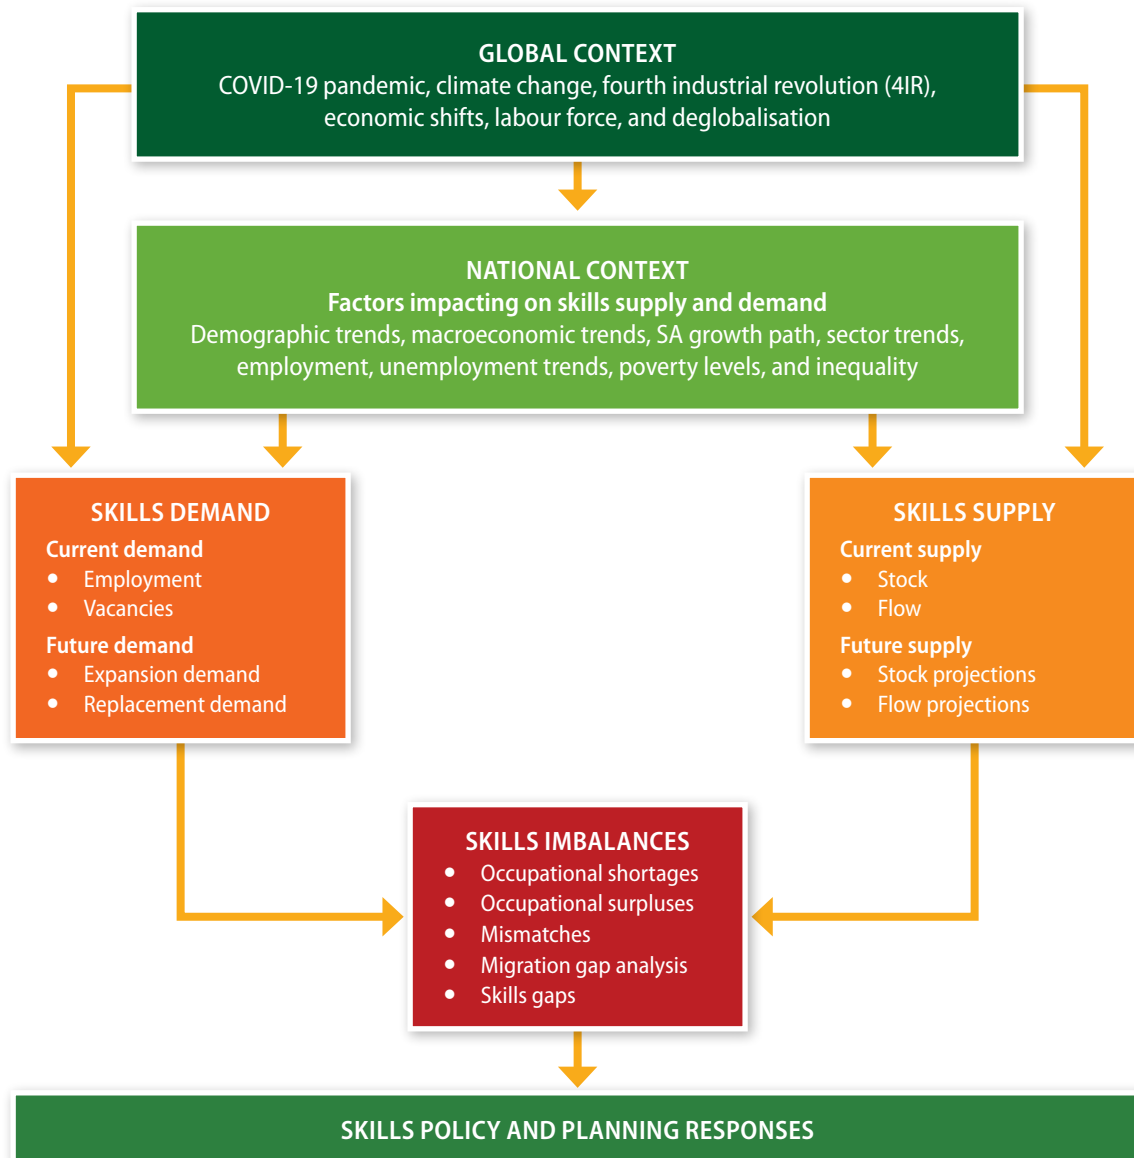 GLOBAL CONTEXT
COVID-19 pandemic, climate change, fourth industrial revolution (4IR),
economic shifts, labour force, and deglobalisation
NATIONAL CONTEXT
Factors impacting on skills supply and demand
Demographic trends, macroeconomic trends, SA growth path, sector trends,
employment, unemployment trends, poverty levels, and inequality
SKILLS DEMAND
Current demand
• Employment
• Vacancies
Future demand
• Expansion demand
• Replacement demand
SKILLS SUPPLY
Current supply
• Stock
• Flow
Future supply
• Stock projections
• Flow projections
SKILLS IMBALANCES
• Occupational shortages
• Occupational surpluses
• Mismatches
• Migration gap analysis
• Skills gaps
SKILLS POLICY AND PLANNING RESPONSES